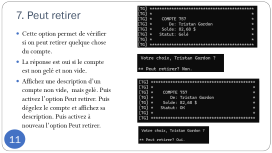 7. Peut retirer
Cette option permet de vérifier
si on peut retirer quelque chose
du compte.
La réponse est oui si le compte
est non gelé et non vide.
Affichez une description d'un
compte non vide, mais gelé. Puis
activez l'option Peut retirer. Puis
dégelez le compte et affichez sa
description. Puis activez à
nouveau l'option Peut retirer.
11
COMPTE T97
De: Tristan Gordon
Solde: 82,60 $
Statut: Gelé
Votre choix, Tristan Gordon ?
Peut retirer? Non.
COMPTE T97
De: Tristan Gordon
Solde: 82,60 $
Statut: OK
Votre choix, Tristan Gordon ?
Peut retirer? Oui.